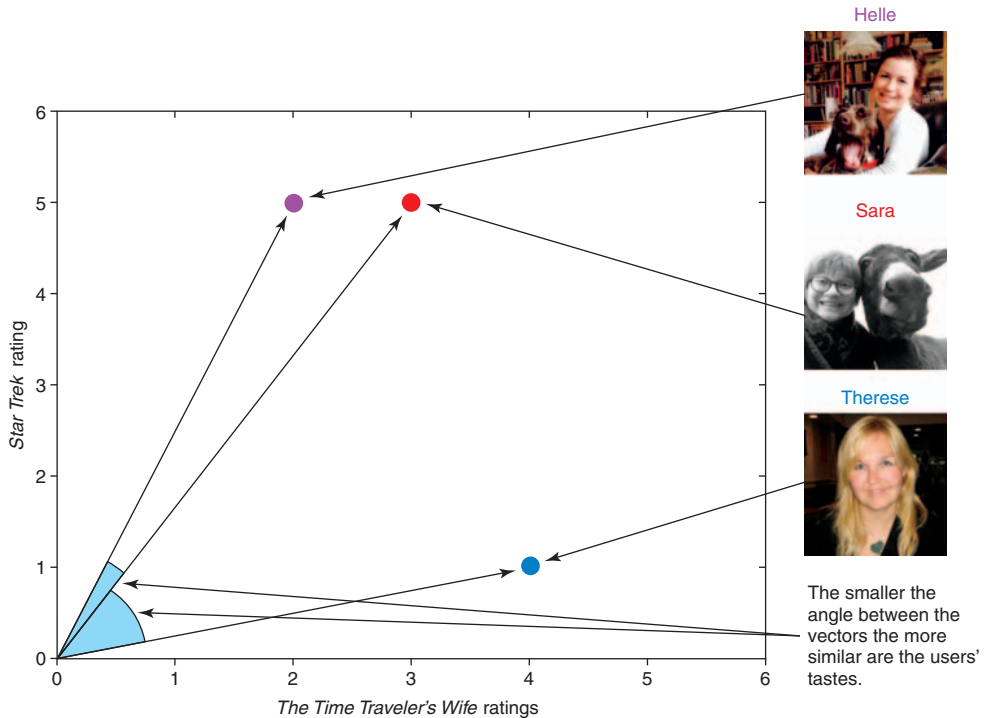 Helle
Sara
Therese
6
5
4
3
2
1
0
Star Trek rating
0 1 2 3 4 5 6
The Time Traveler's Wife ratings
The smaller the
angle between the
vectors the more
similar are the users'
tastes.